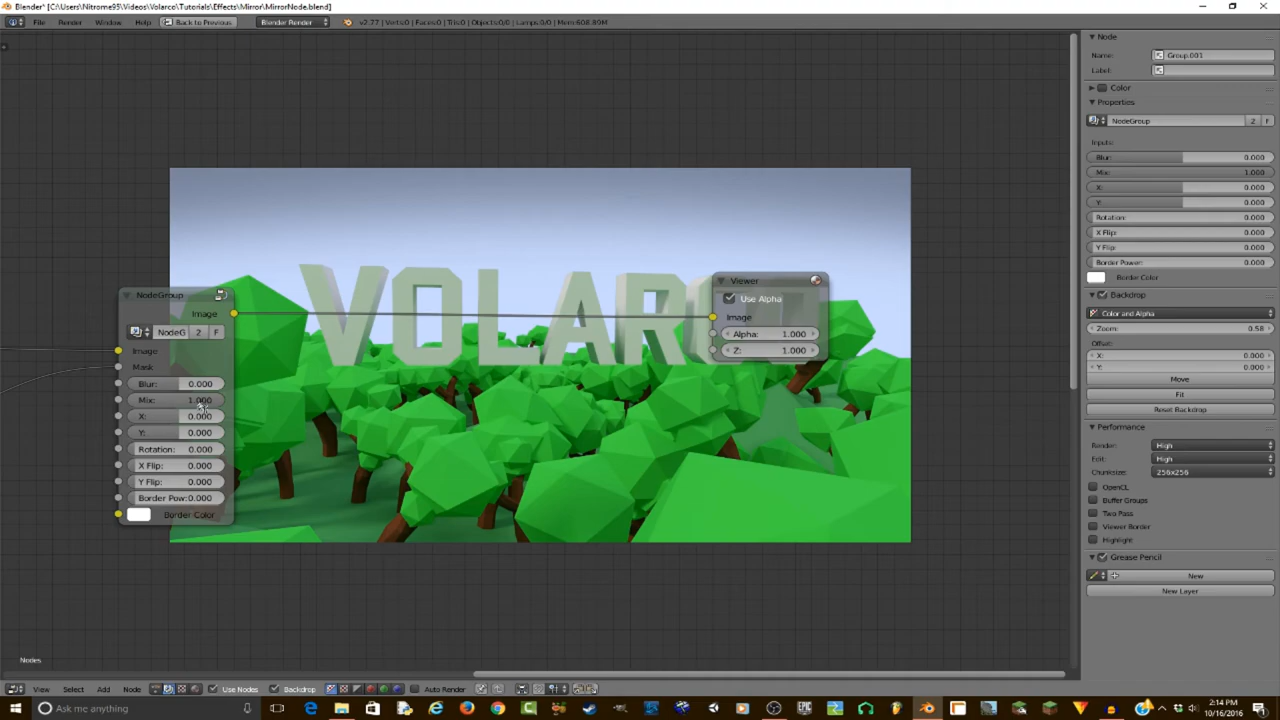 Blender* [C:\Users\Nitrome95\Videos\Volarco\Tutorials\Effects\Mirror\MirrorNode.blend]
File Render Window Help Back to Previous Blender Render v2.77 | Verts:0 | Faces:0 | Tris:0 | Objects:0/0 | Lamps:0/0 | Mem:608.89M
VOLAR
NodeGroup
Image
NodeG 2 F
Image
Mask
Blur: 0.000
Mix: 1.000
X: 0.000
Y: 0.000
Rotation: 0.000
X Flip: 0.000
Y Flip: 0.000
Border Pow:0.000
Border Color
Viewer
Use Alpha
Image
Alpha: 1.000
Z: 1.000
Node
Name: Group.001
Label:
Color
Properties
NodeGroup 2 F
Inputs:
Blur: 0.000
Mix: 1.000
X: 0.000
Y: 0.000
Rotation: 0.000
X Flip: 0.000
Y Flip: 0.000
Border Power: 0.000
Border Color
Backdrop
Color and Alpha
Zoom: 0.58
Offset:
X: 0.000
Y: 0.000
Move
Fit
Reset Backdrop
Performance
Render: High
Edit: High
Chunksize: 256x256
OpenCL
Buffer Groups
Two Pass
Viewer Border
Highlight
Grease Pencil
New
New Layer
Nodes
View Select Add Node Use Nodes Backdrop Auto Render
Ask me anything
EPIC GAMES
2:14 PM
10/16/2016